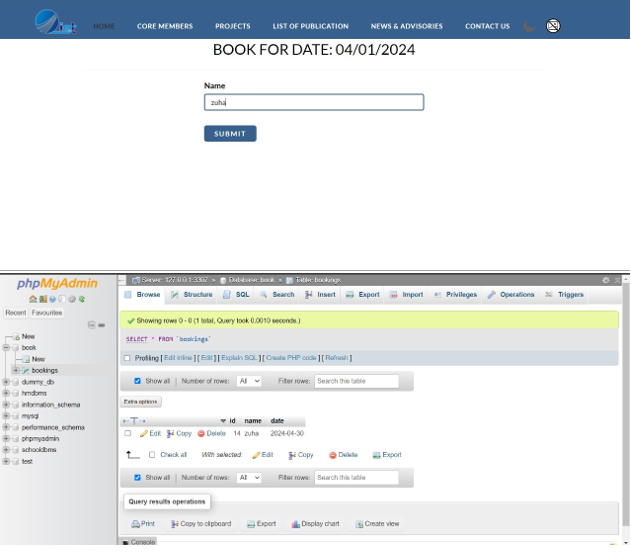 HOME CORE MEMBERS PROJECTS LIST OF PUBLICATION NEWS & ADVISORIES CONTACT US
BOOK FOR DATE: 04/01/2024
Name
zuha
SUBMIT
phpMyAdmin
Recent Favourites
New
book
New
bookings
dummy_db
hmdbms
information_schema
mysql
performance_schema
phpmyadmin
schooldbms
test
Server: 127.0.0.1:3307 » Database: book » Table: bookings
Browse Structure SQL Search Insert Export Import Privileges Operations Triggers
Showing rows 0 - 0 (1 total, Query took 0.0010 seconds.)
SELECT * FROM `bookings`
Profiling [ Edit inline ] [ Edit ] [ Explain SQL ] [ Create PHP code ] [ Refresh ]
Show all | Number of rows: All Filter rows: Search this table
Extra options
←T→ id name date
Edit Copy Delete 14 zuha 2024-04-30
Check all With selected: Edit Copy Delete Export
Show all | Number of rows: All Filter rows: Search this table
Query results operations
Print Copy to clipboard Export Display chart Create view
Console